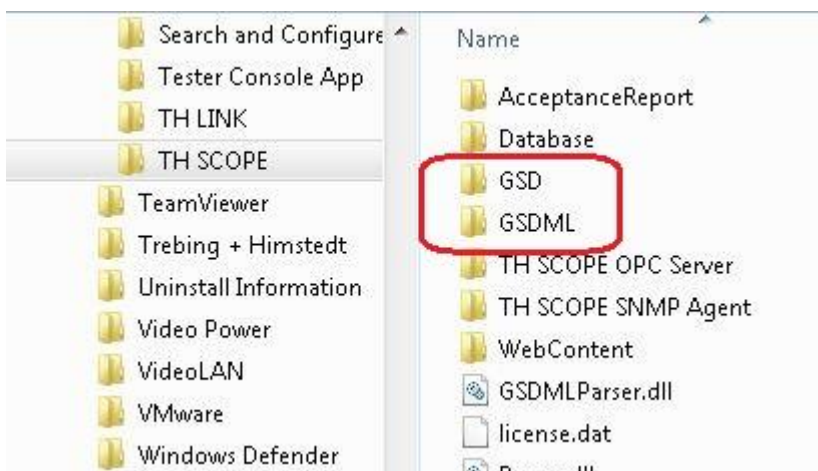 Search and Configure
Tester Console App
TH LINK
TH SCOPE
TeamViewer
Trebing + Himstedt
Uninstall Information
Video Power
VideoLAN
VMware
Windows Defender
Name
AcceptanceReport
Database
GSD
GSDML
TH SCOPE OPC Server
TH SCOPE SNMP Agent
WebContent
GSDMLParser.dll
license.dat